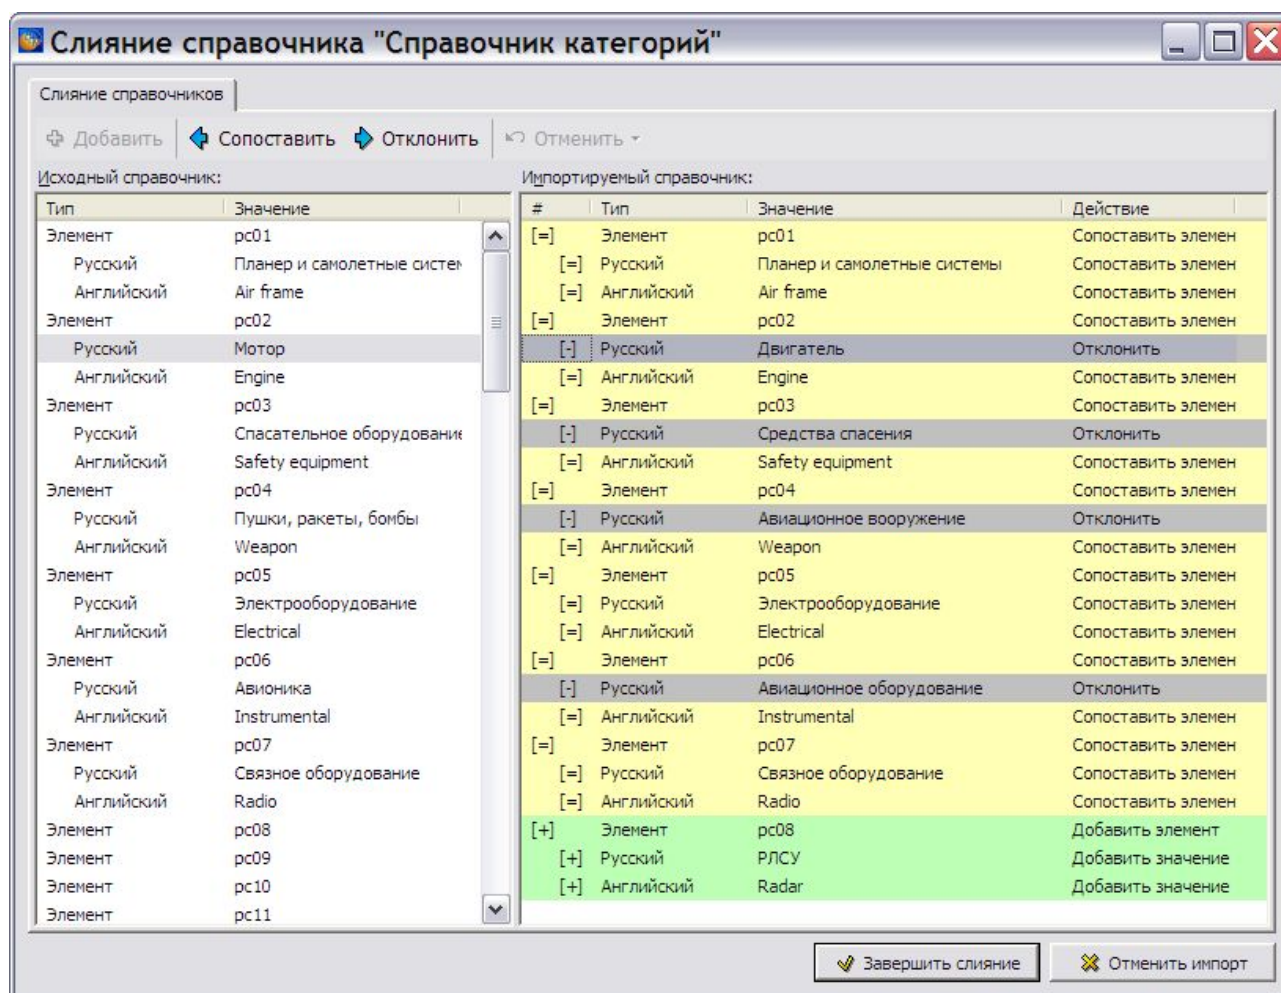 Слияние справочника "Справочник категорий"
Слияние справочников
Добавить Сопоставить Отклонить Отменить
Исходный справочник: Импортируемый справочник:
Тип Значение # Тип Значение Действие
Элемент pc01 [=] Элемент pc01 Сопоставить элемен
Русский Планер и самолетные систем [=] Русский Планер и самолетные системы Сопоставить элемен
Английский Air frame [=] Английский Air frame Сопоставить элемен
Элемент pc02 [=] Элемент pc02 Сопоставить элемен
Русский Мотор [-] Русский Двигатель Отклонить
Английский Engine [=] Английский Engine Сопоставить элемен
Элемент pc03 [=] Элемент pc03 Сопоставить элемен
Русский Спасательное оборудование [-] Русский Средства спасения Отклонить
Английский Safety equipment [=] Английский Safety equipment Сопоставить элемен
Элемент pc04 [=] Элемент pc04 Сопоставить элемен
Русский Пушки, ракеты, бомбы [-] Русский Авиационное вооружение Отклонить
Английский Weapon [=] Английский Weapon Сопоставить элемен
Элемент pc05 [=] Элемент pc05 Сопоставить элемен
Русский Электрооборудование [=] Русский Электрооборудование Сопоставить элемен
Английский Electrical [=] Английский Electrical Сопоставить элемен
Элемент pc06 [=] Элемент pc06 Сопоставить элемен
Русский Авионика [-] Русский Авиационное оборудование Отклонить
Английский Instrumental [=] Английский Instrumental Сопоставить элемен
Элемент pc07 [=] Элемент pc07 Сопоставить элемен
Русский Связное оборудование [=] Русский Связное оборудование Сопоставить элемен
Английский Radio [=] Английский Radio Сопоставить элемен
Элемент pc08 [+] Элемент pc08 Добавить элемент
Элемент pc09 [+] Русский РЛСУ Добавить значение
Элемент pc10 [+] Английский Radar Добавить значение
Элемент pc11
Завершить слияние Отменить импорт